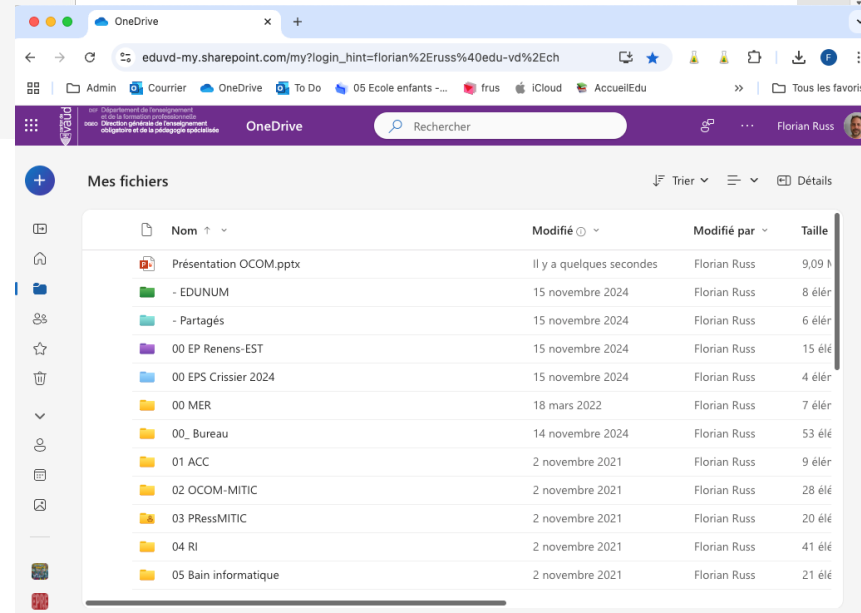 OneDrive
eduvd-my.sharepoint.com/my?login_hint=florian%2Eruss%40edu-vd%2Ech
F
Admin Courrier OneDrive To Do 05 Ecole enfants -... frus iCloud AccueilEdu » Tous les favoris
DEF Département de l'enseignement
et de la formation professionnelle
DGEO Direction générale de l'enseignement
obligatoire et de la pédagogie spécialisée
eduvaud
OneDrive
Rechercher
... Florian Russ
Mes fichiers
Trier
Détails
Nom Modifié Modifié par Taille
Présentation OCOM.pptx Il y a quelques secondes Florian Russ 9,09
- EDUNUM 15 novembre 2024 Florian Russ 8 élér
- Partagés 15 novembre 2024 Florian Russ 6 élér
00 EP Renens-EST 15 novembre 2024 Florian Russ 15 élé
00 EPS Crissier 2024 15 novembre 2024 Florian Russ 4 élér
00 MER 18 mars 2022 Florian Russ 7 élér
00_ Bureau 14 novembre 2024 Florian Russ 53 élé
01 ACC 2 novembre 2021 Florian Russ 9 élér
02 OCOM-MITIC 2 novembre 2021 Florian Russ 28 élé
03 PRessMITIC 2 novembre 2021 Florian Russ 20 élé
04 RI 2 novembre 2021 Florian Russ 41 élé
05 Bain informatique 2 novembre 2021 Florian Russ 21 élé